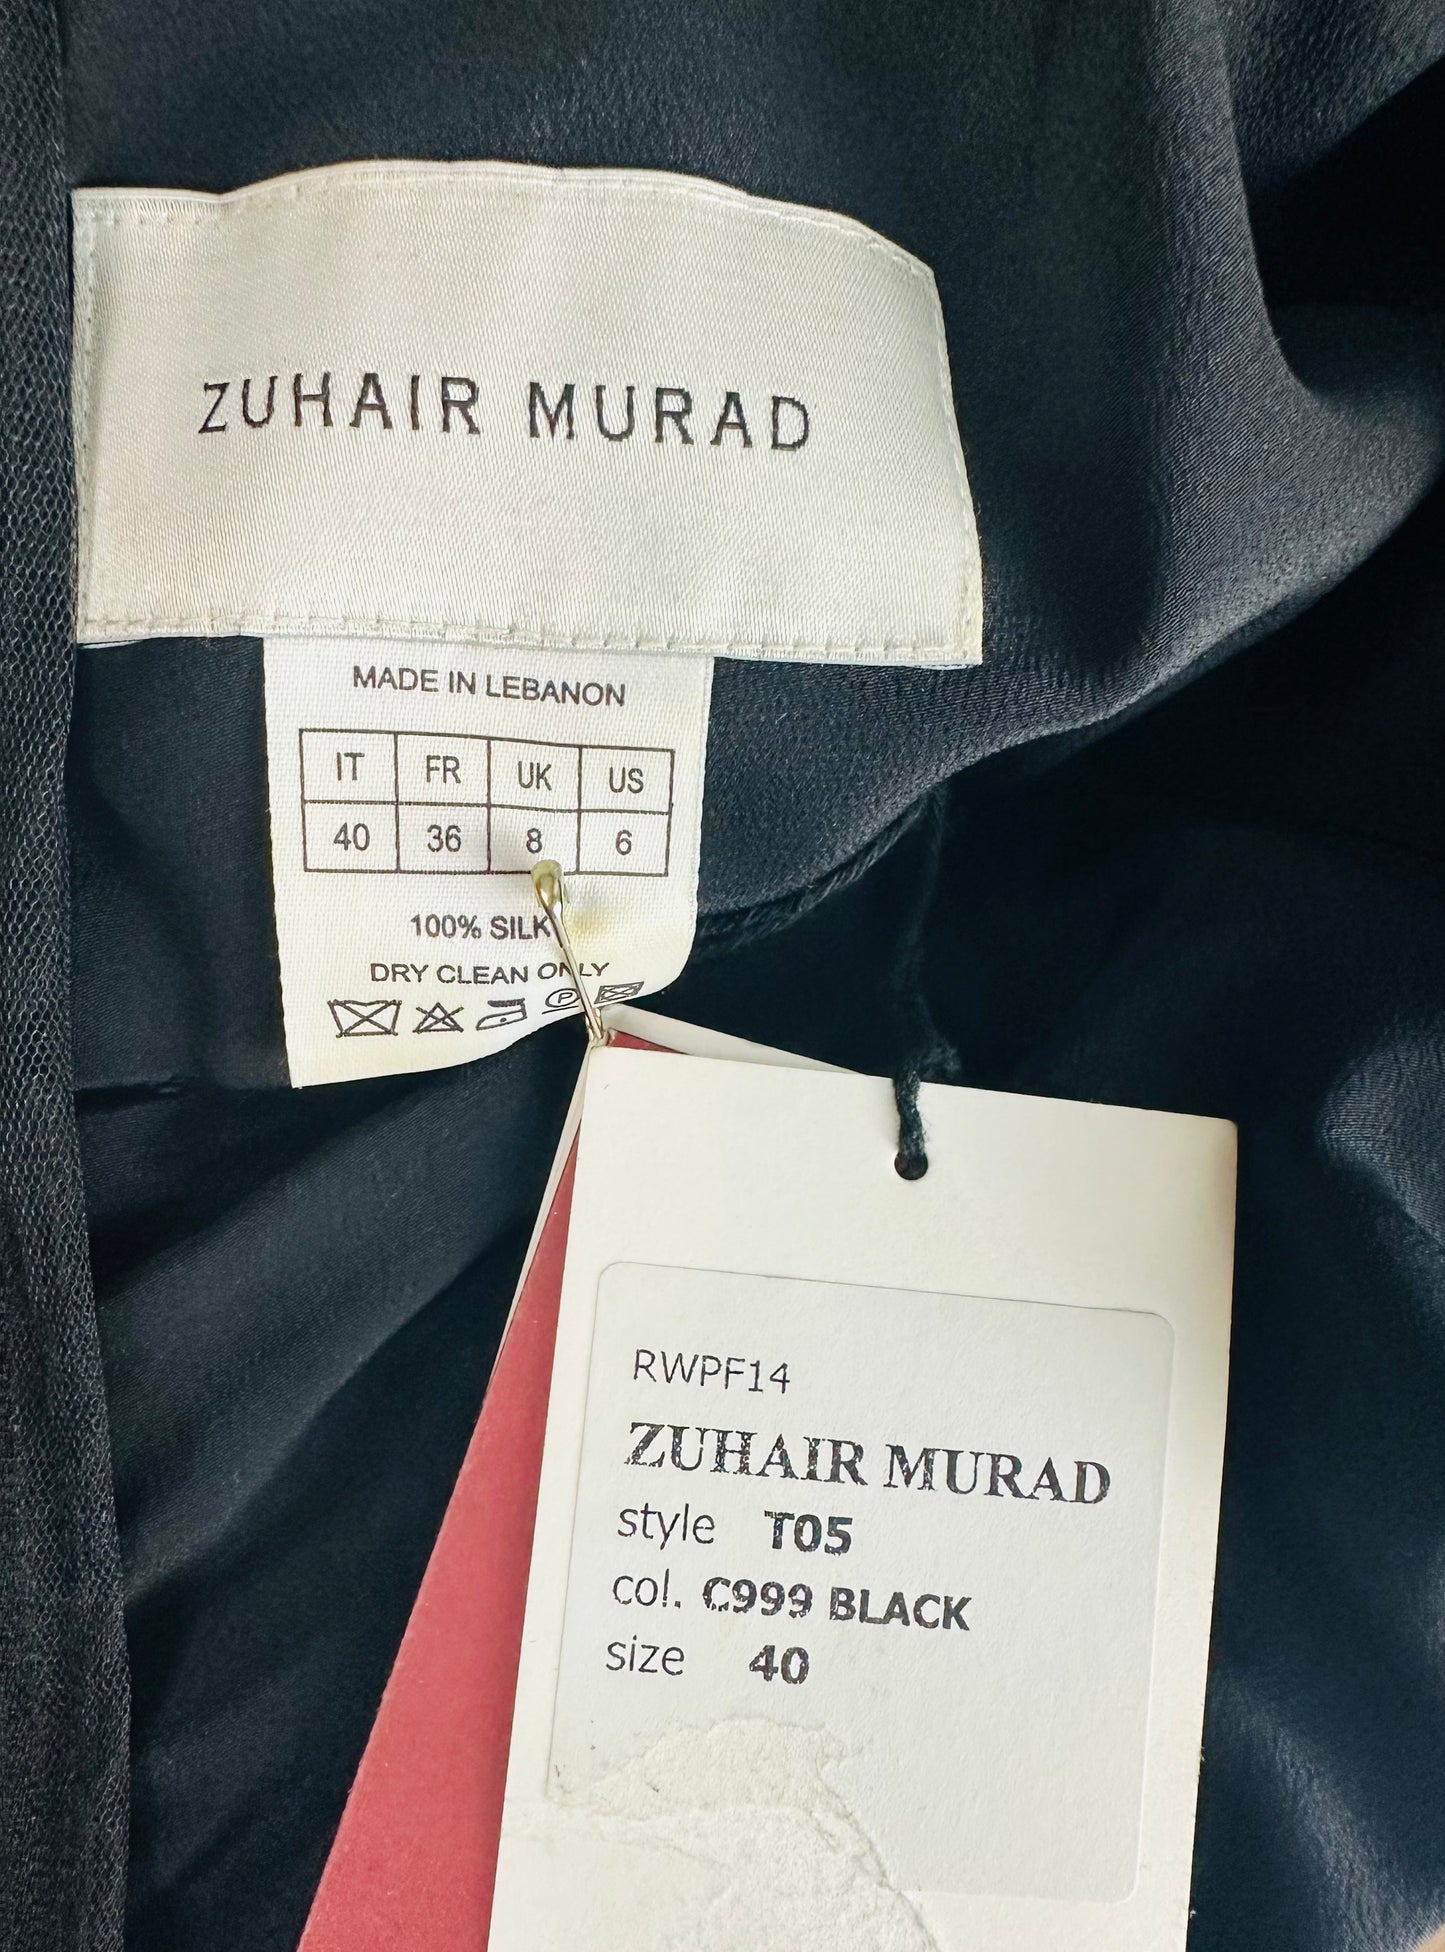 ZUHAIR MURAD
MADE IN LEBANON
IT FR UK US
40 36 8 6
100% SILK
DRY CLEAN ONLY
P
RWPF14
ZUHAIR MURAD
style T05
col. C999 BLACK
size 40